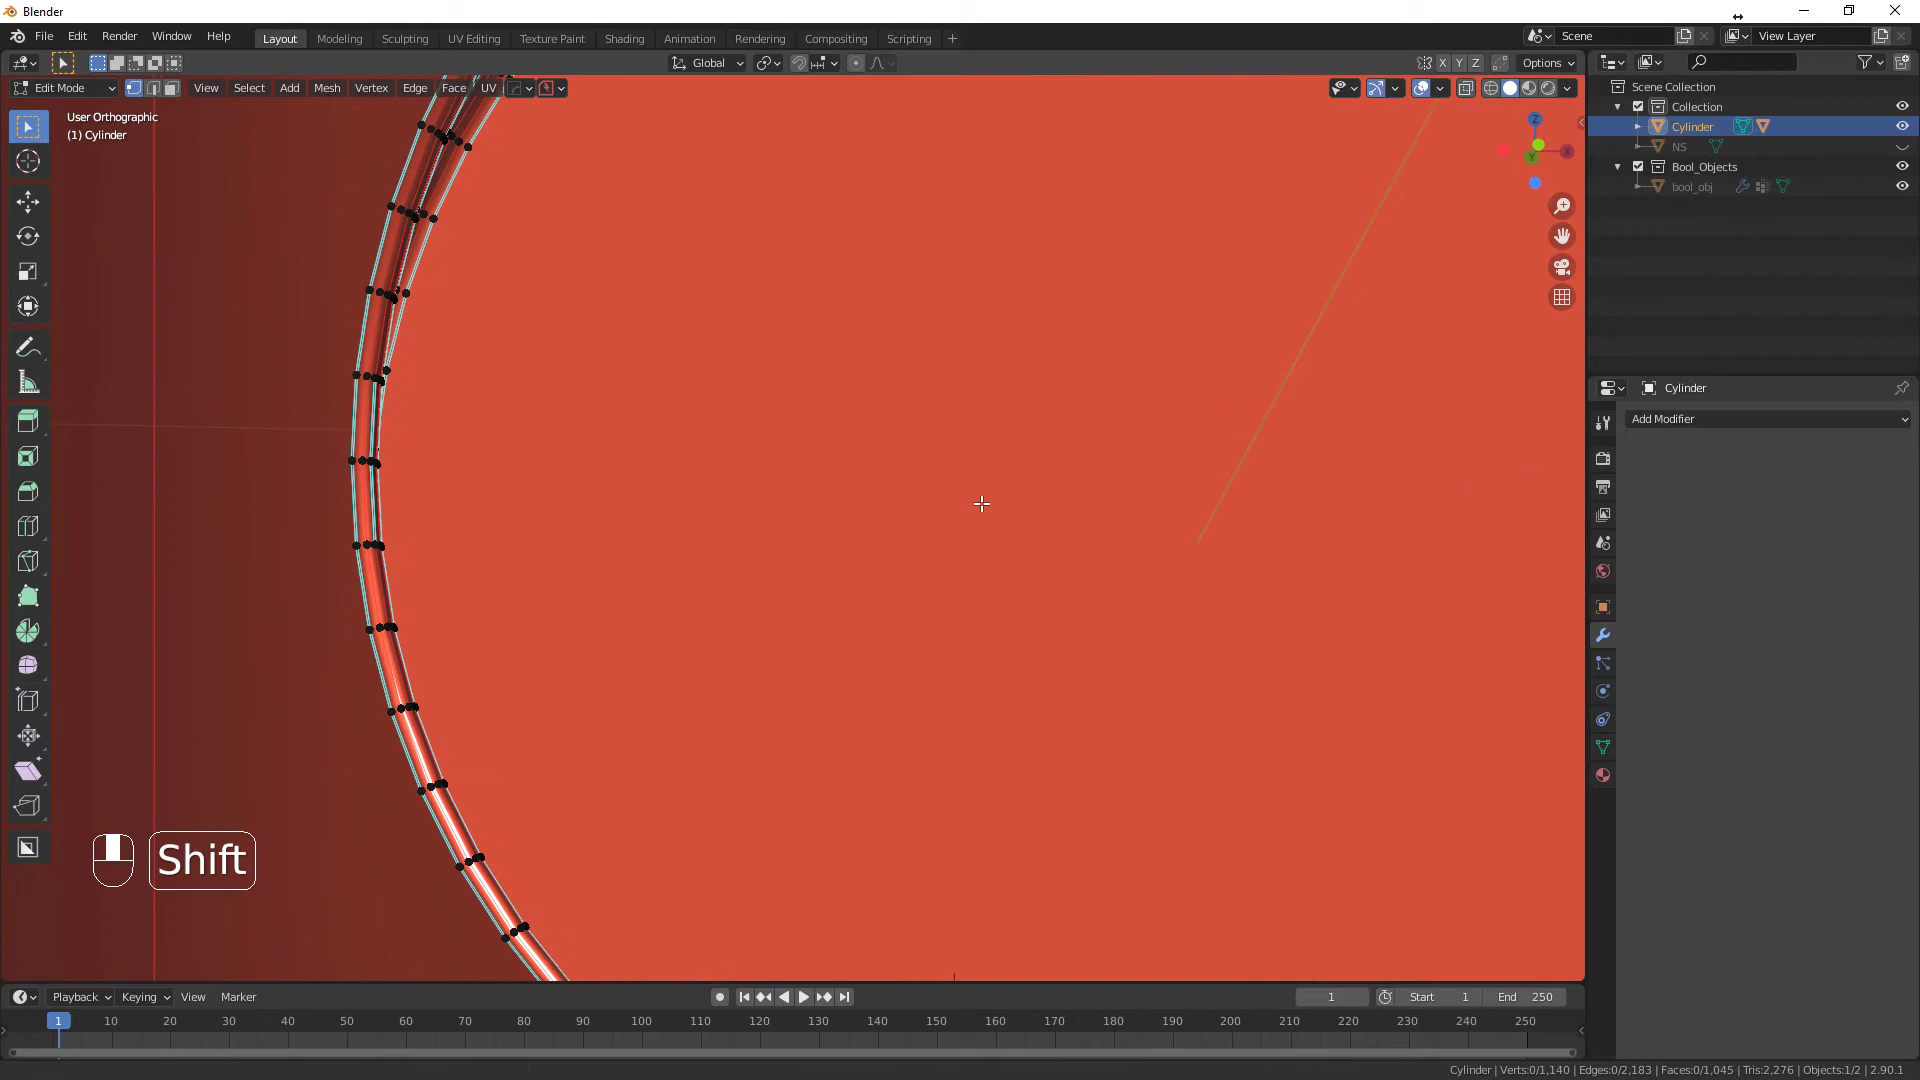 Blender
File Edit Render Window Help Layout Modeling Sculpting UV Editing Texture Paint Shading Animation Rendering Compositing Scripting Scene View Layer
Global X Y Z Options
Edit Mode View Select Add Mesh Vertex Edge Face UV
User Orthographic
(1) Cylinder
Scene Collection
Collection
Cylinder
NS
Bool_Objects
bool_obj
Z
X
Y
Cylinder
Add Modifier
Shift
Playback Keying View Marker 1 Start 1 End 250
1 10 20 30 40 50 60 70 80 90 100 110 120 130 140 150 160 170 180 190 200 210 220 230 240 250
Cylinder | Verts:0/1,140 | Edges:0/2,183 | Faces:0/1,045 | Tris:2,276 | Objects:1/2 | 2.90.1